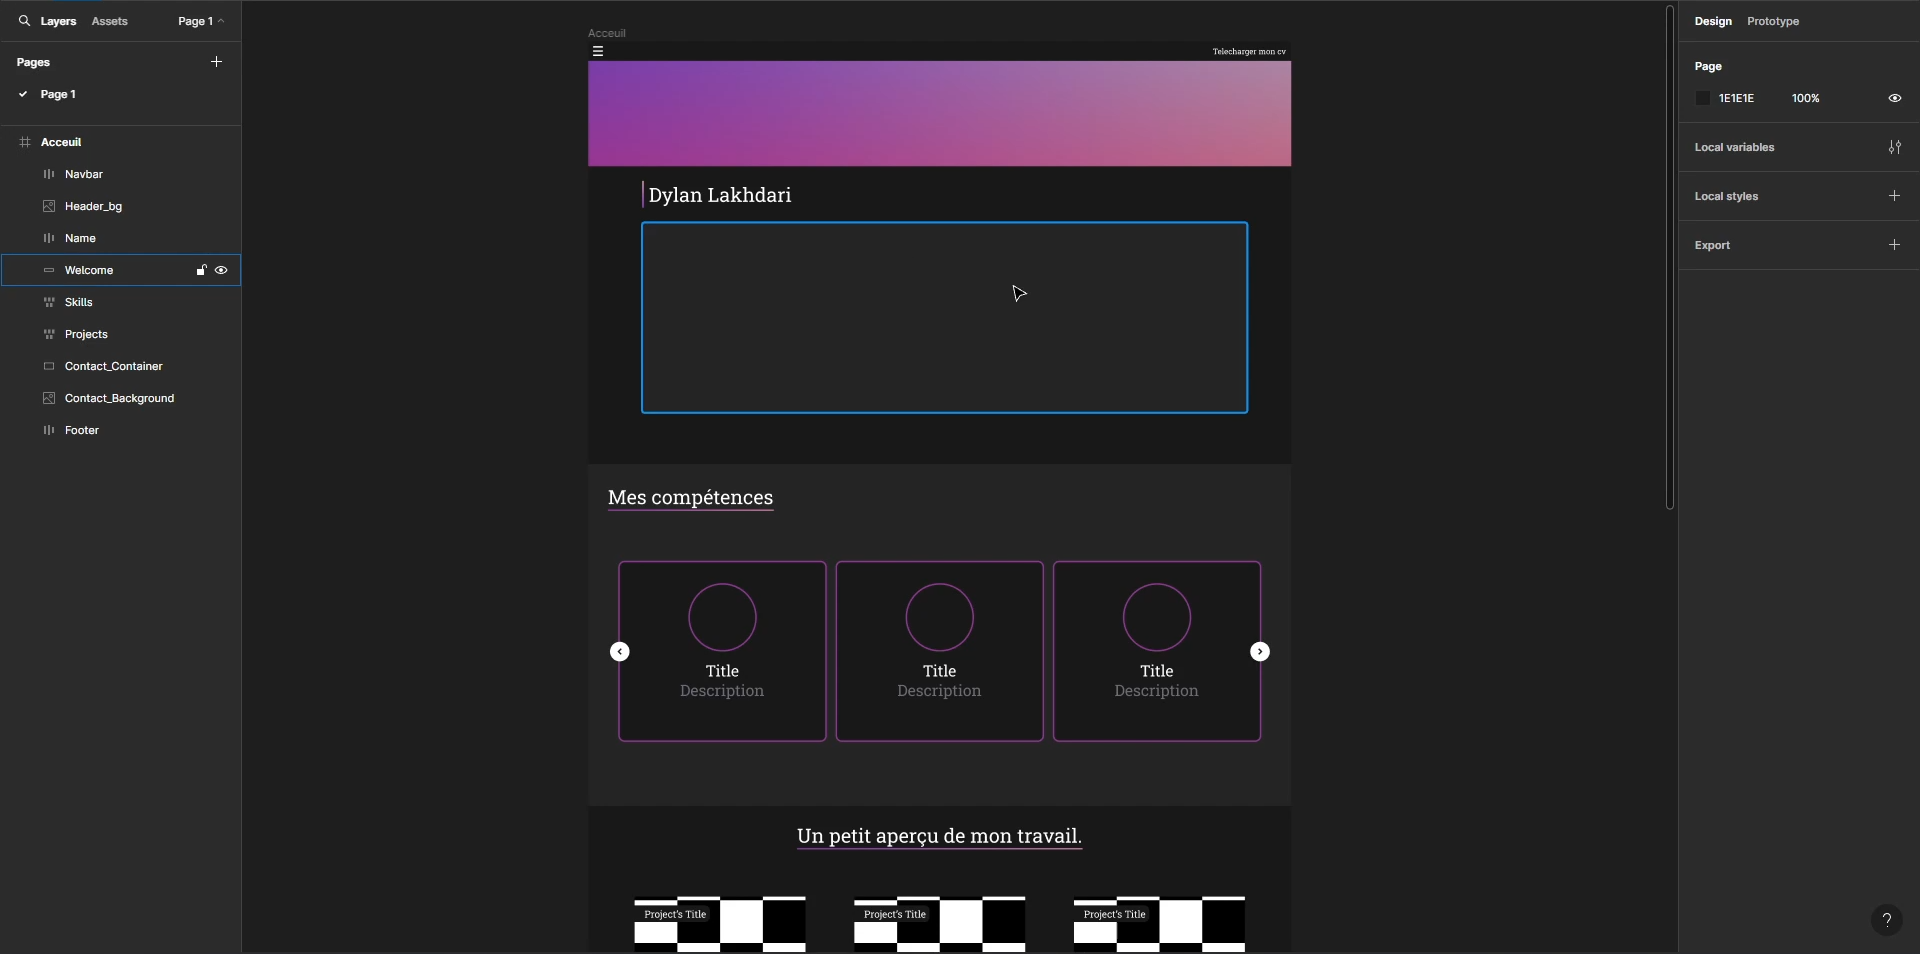 Layers Assets Page 1
Pages
Page 1
Acceuil
Navbar
Header_bg
Name
Welcome
Skills
Projects
Contact_Container
Contact_Background
Footer
Acceuil
Telecharger mon cv
Dylan Lakhdari
Mes compétences
Title
Description
Title
Description
Title
Description
Un petit aperçu de mon travail.
Project's Title
Project's Title
Project's Title
Design Prototype
Page
1E1E1E 100%
Local variables
Local styles
Export
?